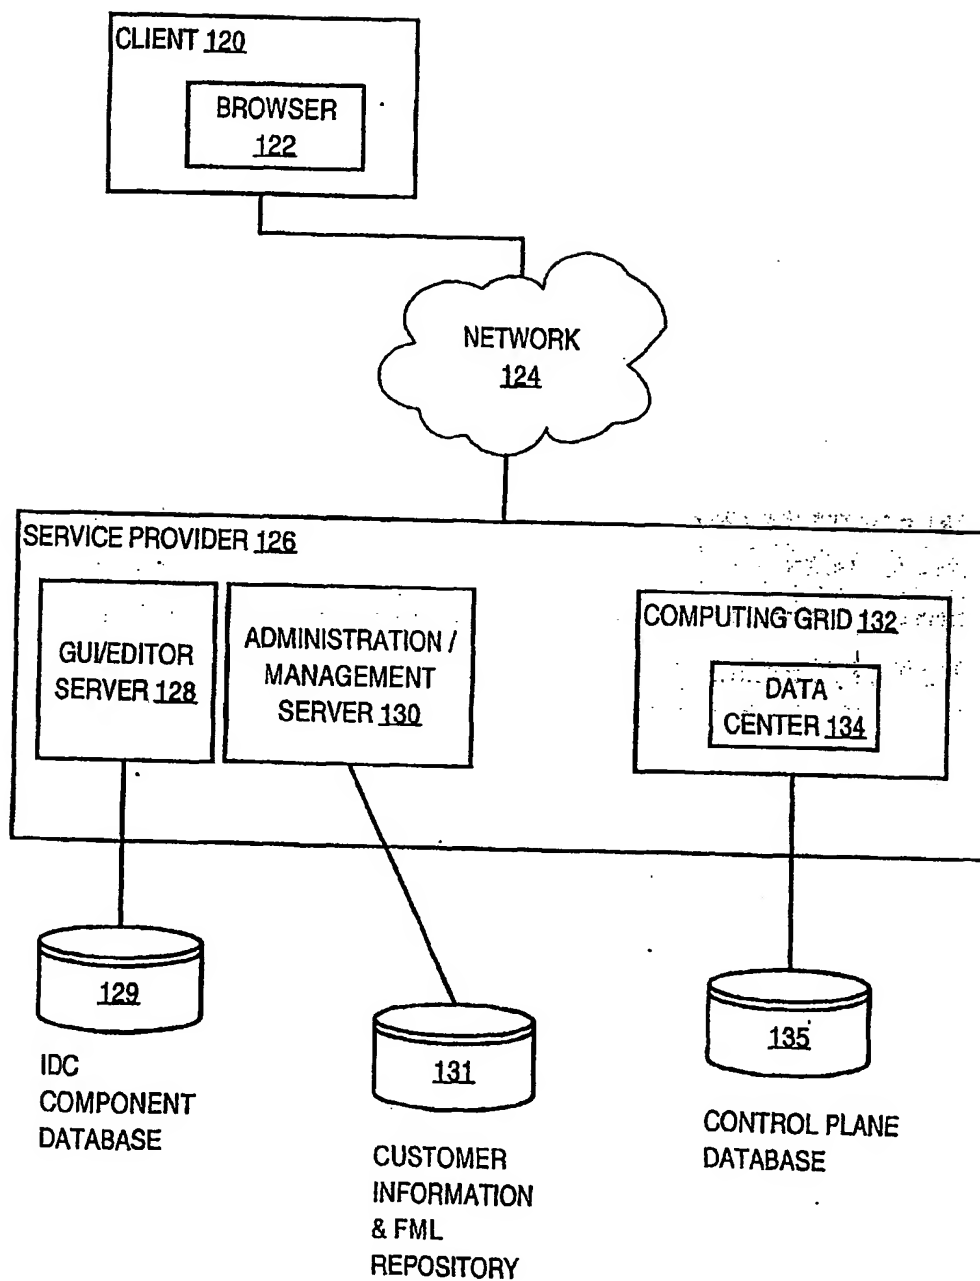 CLIENT 120
BROWSER
122
NETWORK
124
SERVICE PROVIDER 126
GUI/EDITOR
SERVER 128
ADMINISTRATION /
MANAGEMENT
SERVER 130
COMPUTING GRID 132
DATA
CENTER 134
129
IDC
COMPONENT
DATABASE
131
CUSTOMER
INFORMATION
& FML
REPOSITORY
135
CONTROL PLANE
DATABASE